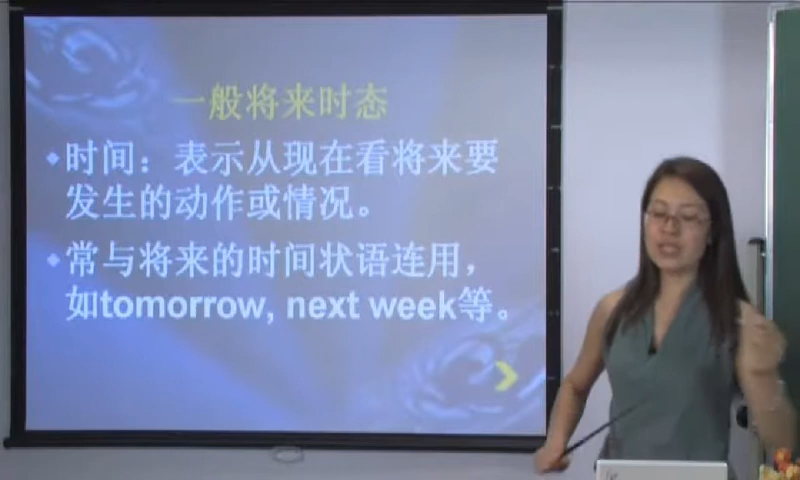 一般将来时态
时间：表示从现在看将来要
发生的动作或情况。
常与将来的时间状语连用，
如tomorrow, next week等。